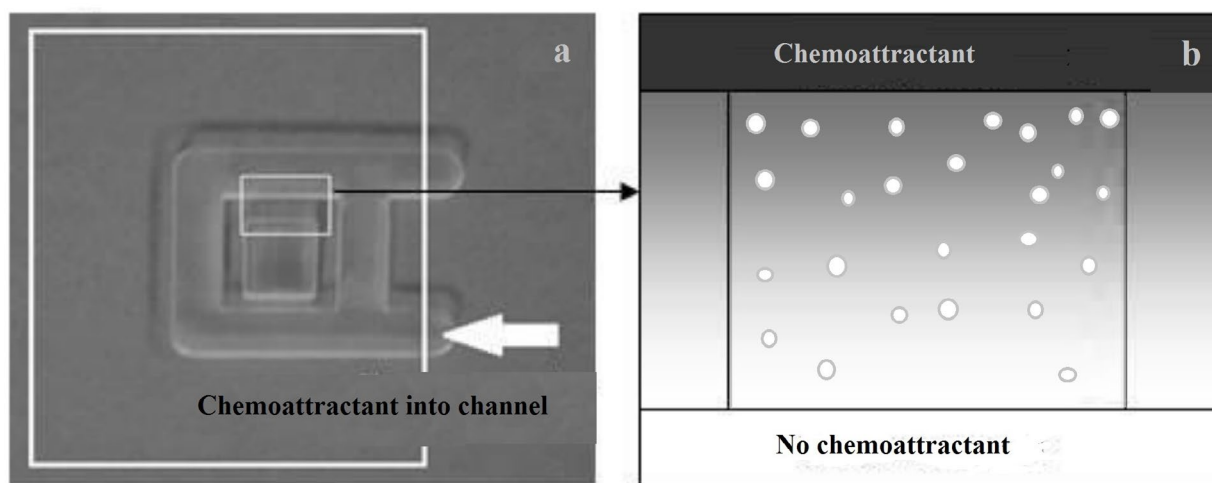 a
Chemoattractant into channel
Chemoattractant
b
No chemoattractant